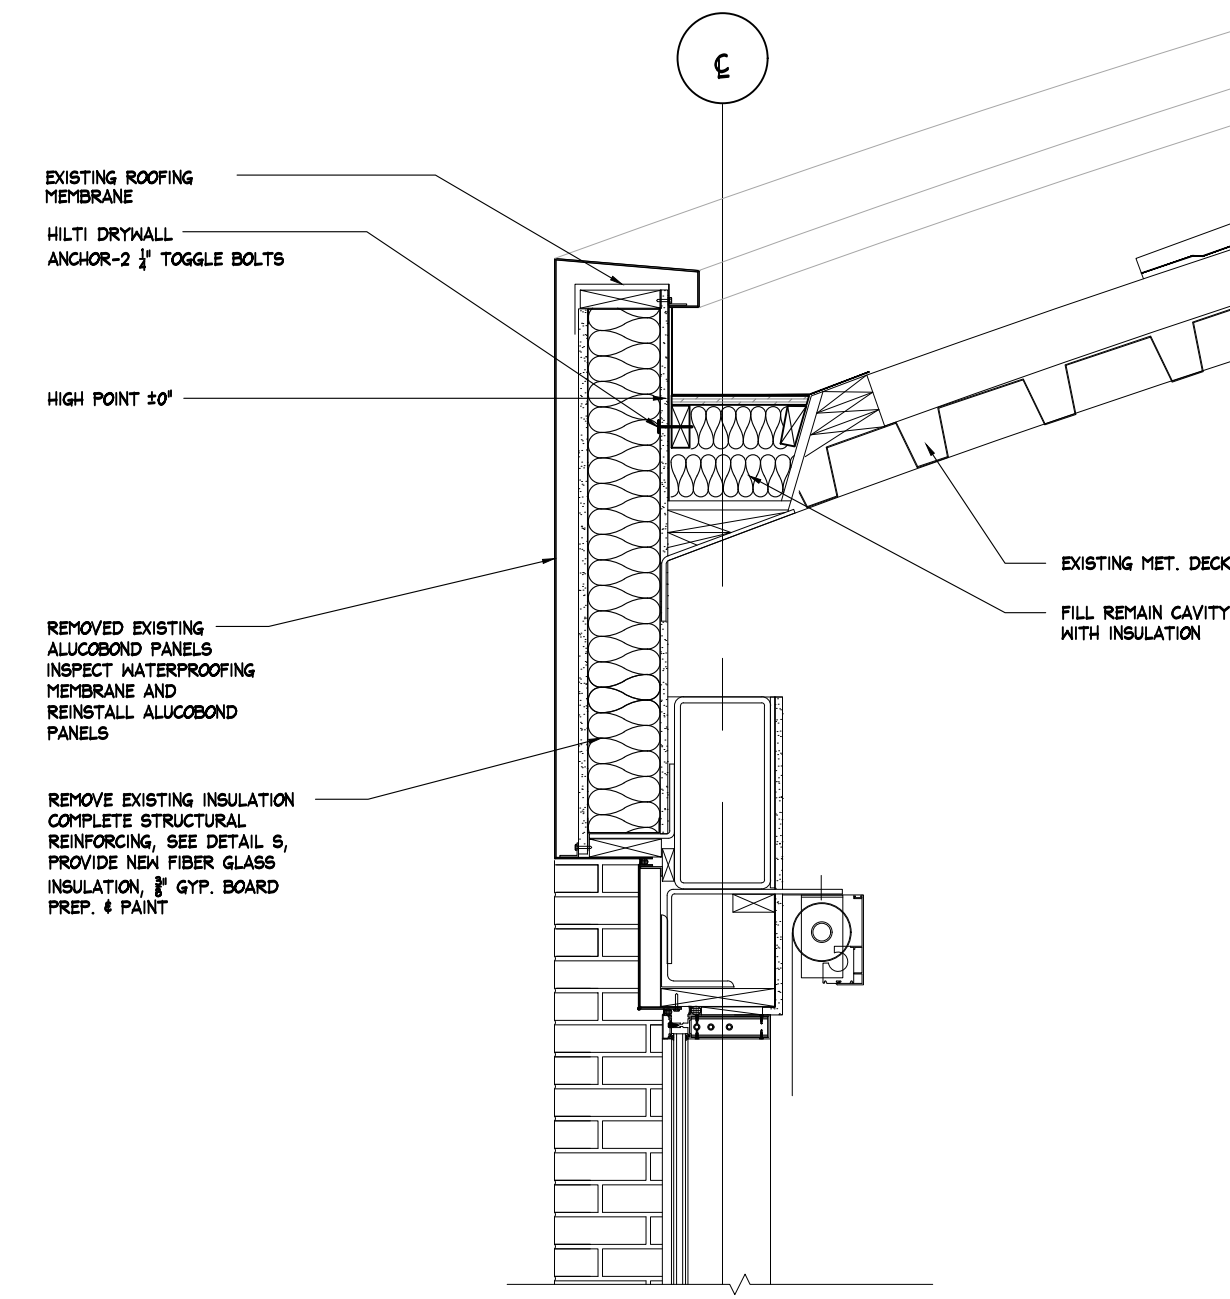 ℄
EXISTING ROOFING
MEMBRANE
HILTI DRYWALL
ANCHOR-2 1/4" TOGGLE BOLTS
HIGH POINT ±0"
EXISTING MET. DECK
FILL REMAIN CAVITY
WITH INSULATION
REMOVED EXISTING
ALUCOBOND PANELS
INSPECT WATERPROOFING
MEMBRANE AND
REINSTALL ALUCOBOND
PANELS
REMOVE EXISTING INSULATION
COMPLETE STRUCTURAL
REINFORCING, SEE DETAIL 5,
PROVIDE NEW FIBER GLASS
INSULATION, GYP. BOARD
PREP. & PAINT